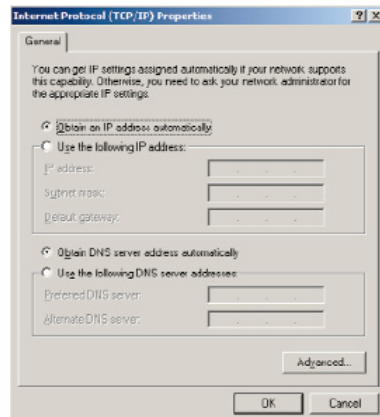 Internet Protocol (TCP/IP) Properties
General
You can get IP settings assigned automatically if your network supports
this capability. Otherwise, you need to ask your network administrator for
the appropriate IP settings.
Obtain an IP address automatically
Use the following IP address:
IP address:
Subnet mask:
Default gateway:
Obtain DNS server address automatically
Use the following DNS server addresses:
Preferred DNS server:
Alternate DNS server:
Advanced...
OK
Cancel